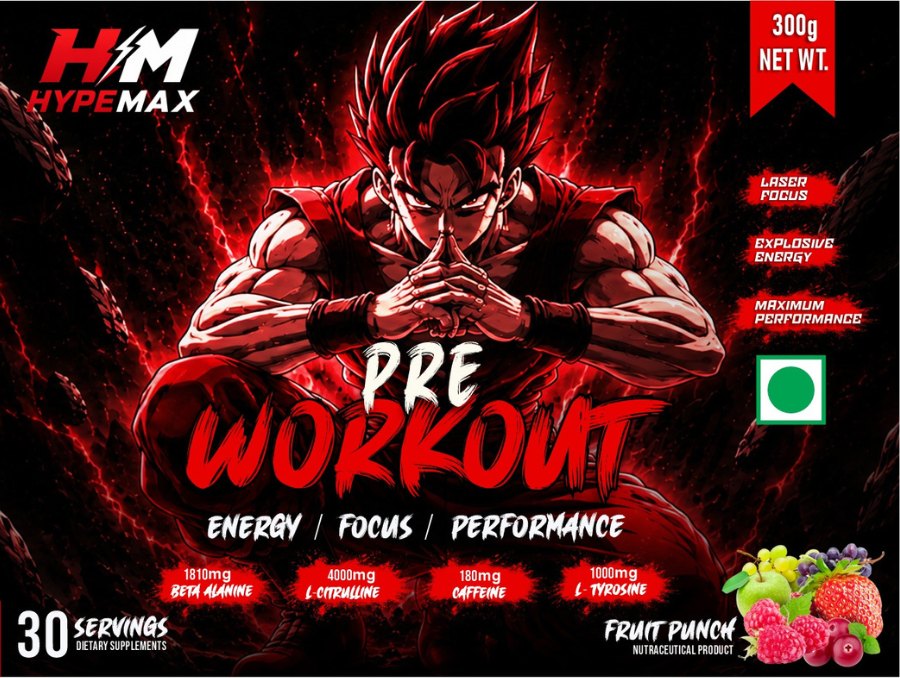 HM
HYPEMAX
300g
NET WT.
LASER
FOCUS
EXPLOSIVE
ENERGY
MAXIMUM
PERFORMANCE
PRE
WORKOUT
ENERGY / FOCUS / PERFORMANCE
1810mg
BETA ALANINE
4000mg
L-CITRULLINE
180mg
CAFFEINE
1000mg
L- TYROSINE
30 SERVINGS
DIETARY SUPPLEMENTS
FRUIT PUNCH
NUTRACEUTICAL PRODUCT